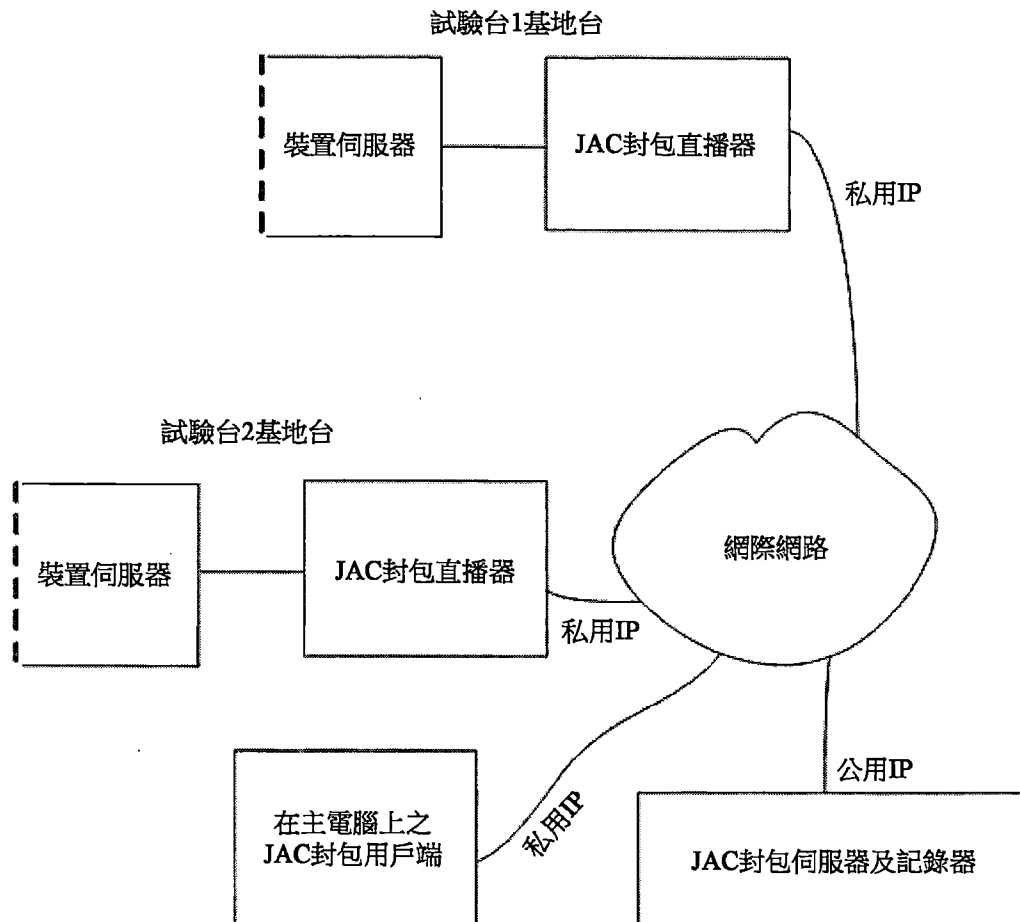 試驗台1基地台
裝置伺服器
JAC封包直播器
私用IP
試驗台2基地台
裝置伺服器
JAC封包直播器
私用IP
網際網路
在主電腦上之
JAC封包用戶端
私用IP
公用IP
JAC封包伺服器及記錄器